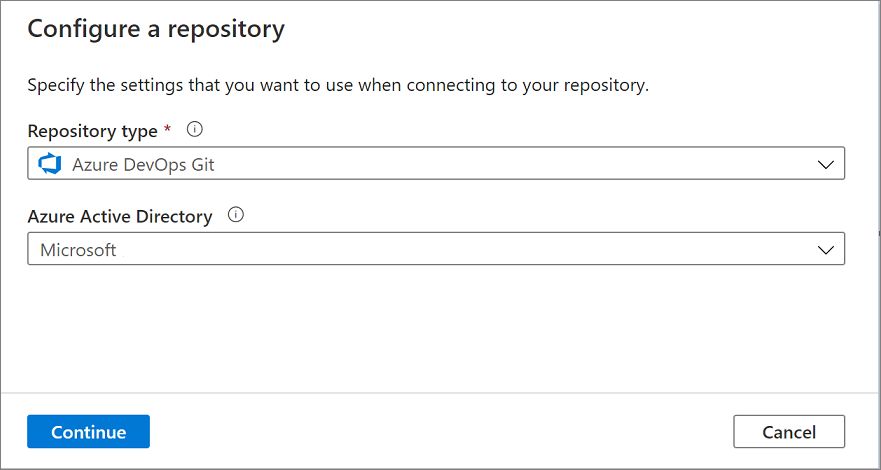 Configure a repository
Specify the settings that you want to use when connecting to your repository.
Repository type *
Azure DevOps Git
Azure Active Directory
Microsoft
Continue
Cancel